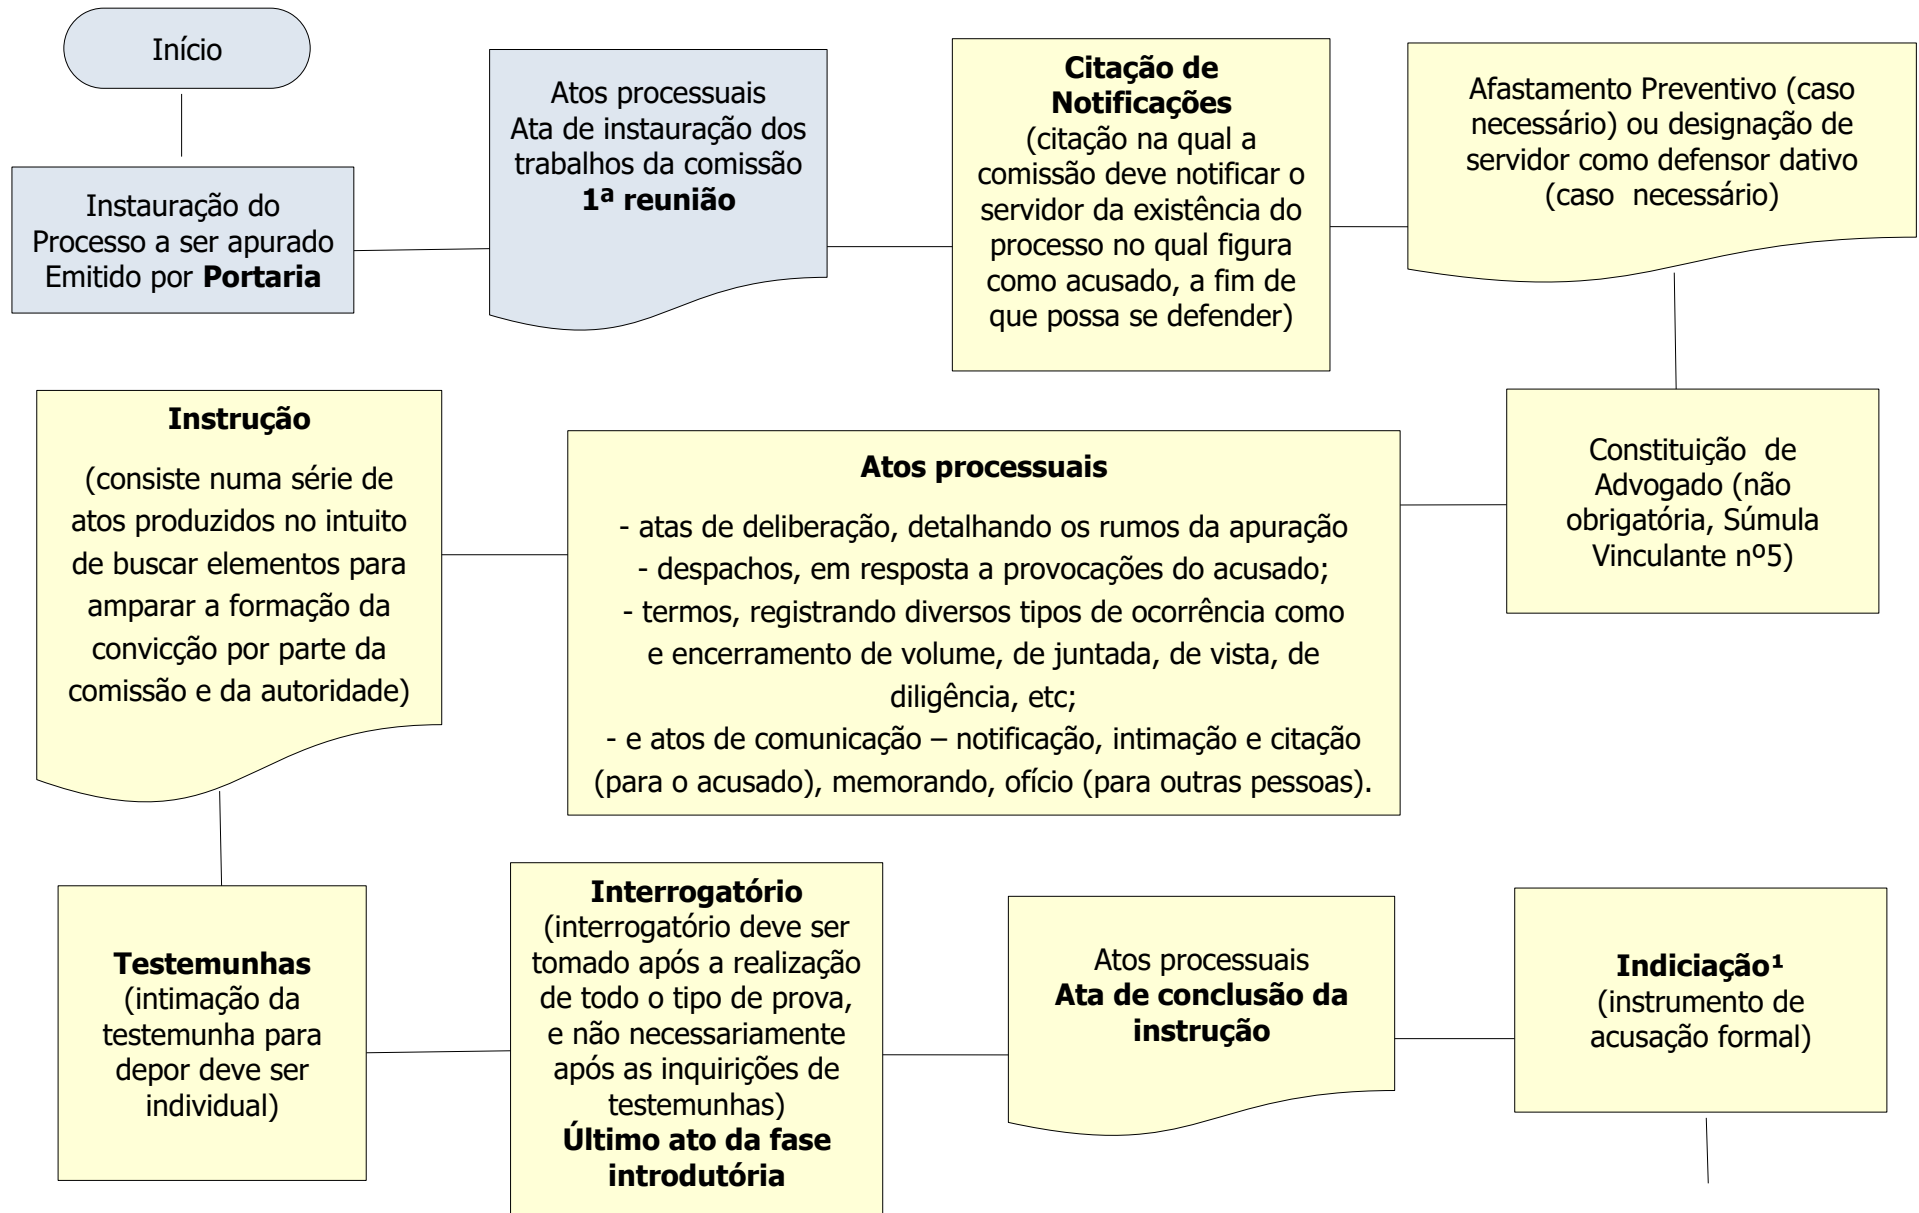 Início
Instauração do
Processo a ser apurado
Emitido por Portaria
Atos processuais
Ata de instauração dos
trabalhos da comissão
1ª reunião
Citação de
Notificações
(citação na qual a
comissão deve notificar o
servidor da existência do
processo no qual figura
como acusado, a fim de
que possa se defender)
Afastamento Preventivo (caso
necessário) ou designação de
servidor como defensor dativo
(caso necessário)
Constituição de
Advogado (não
obrigatória, Súmula
Vinculante nº5)
Atos processuais
- atas de deliberação, detalhando os rumos da apuração
- despachos, em resposta a provocações do acusado;
- termos, registrando diversos tipos de ocorrência como
e encerramento de volume, de juntada, de vista, de
diligência, etc;
- e atos de comunicação – notificação, intimação e citação
(para o acusado), memorando, ofício (para outras pessoas).
Instrução
(consiste numa série de
atos produzidos no intuito
de buscar elementos para
amparar a formação da
convicção por parte da
comissão e da autoridade)
Testemunhas
(intimação da
testemunha para
depor deve ser
individual)
Interrogatório
(interrogatório deve ser
tomado após a realização
de todo o tipo de prova,
e não necessariamente
após as inquirições de
testemunhas)
Último ato da fase
introdutória
Atos processuais
Ata de conclusão da
instrução
Indiciação¹
(instrumento de
acusação formal)